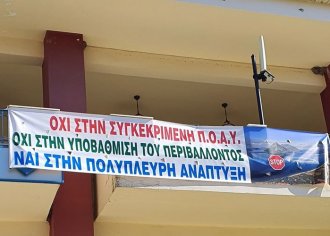 ΟΧΙ ΣΤΗΝ ΣΥΓΚΕΚΡΙΜΕΝΗ Π.Ο.Α.Υ.
ΟΧΙ ΣΤΗΝ ΥΠΟΒΑΘΜΙΣΗ ΤΟΥ ΠΕΡΙΒΑΛΛΟΝΤΟΣ
ΝΑΙ ΣΤΗΝ ΠΟΛΥΠΛΕΥΡΗ ΑΝΑΠΤΥΞΗ
STOP